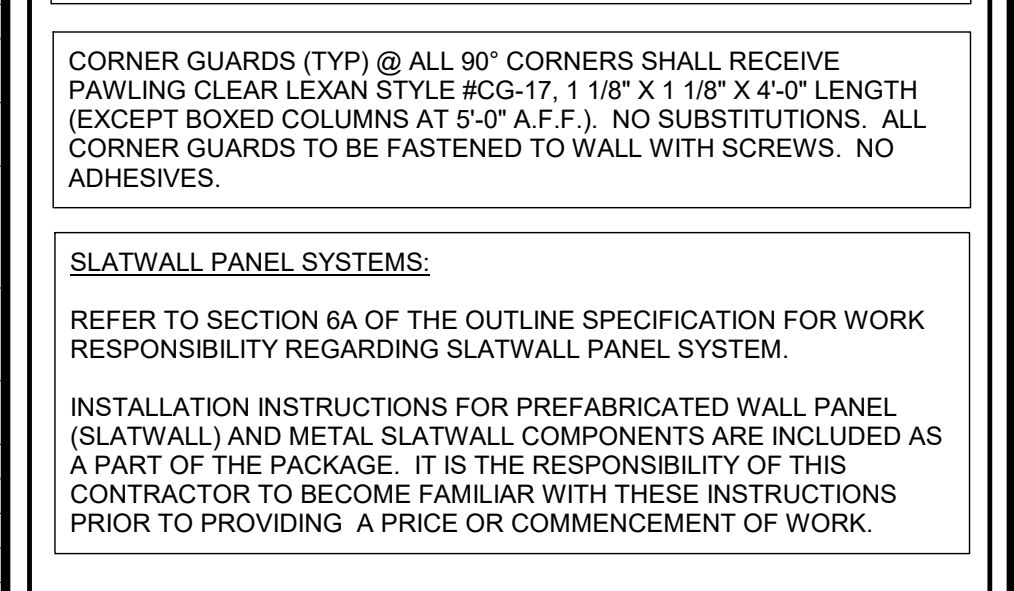 CORNER GUARDS (TYP) @ ALL 90° CORNERS SHALL RECEIVE
PAWLING CLEAR LEXAN STYLE #CG-17, 1 1/8" X 1 1/8" X 4'-0" LENGTH
(EXCEPT BOXED COLUMNS AT 5'-0" A.F.F.).  NO SUBSTITUTIONS.  ALL
CORNER GUARDS TO BE FASTENED TO WALL WITH SCREWS.  NO
ADHESIVES.
SLATWALL PANEL SYSTEMS:
REFER TO SECTION 6A OF THE OUTLINE SPECIFICATION FOR WORK
RESPONSIBILITY REGARDING SLATWALL PANEL SYSTEM.
INSTALLATION INSTRUCTIONS FOR PREFABRICATED WALL PANEL
(SLATWALL) AND METAL SLATWALL COMPONENTS ARE INCLUDED AS
A PART OF THE PACKAGE.  IT IS THE RESPONSIBILITY OF THIS
CONTRACTOR TO BECOME FAMILIAR WITH THESE INSTRUCTIONS
PRIOR TO PROVIDING  A PRICE OR COMMENCEMENT OF WORK.